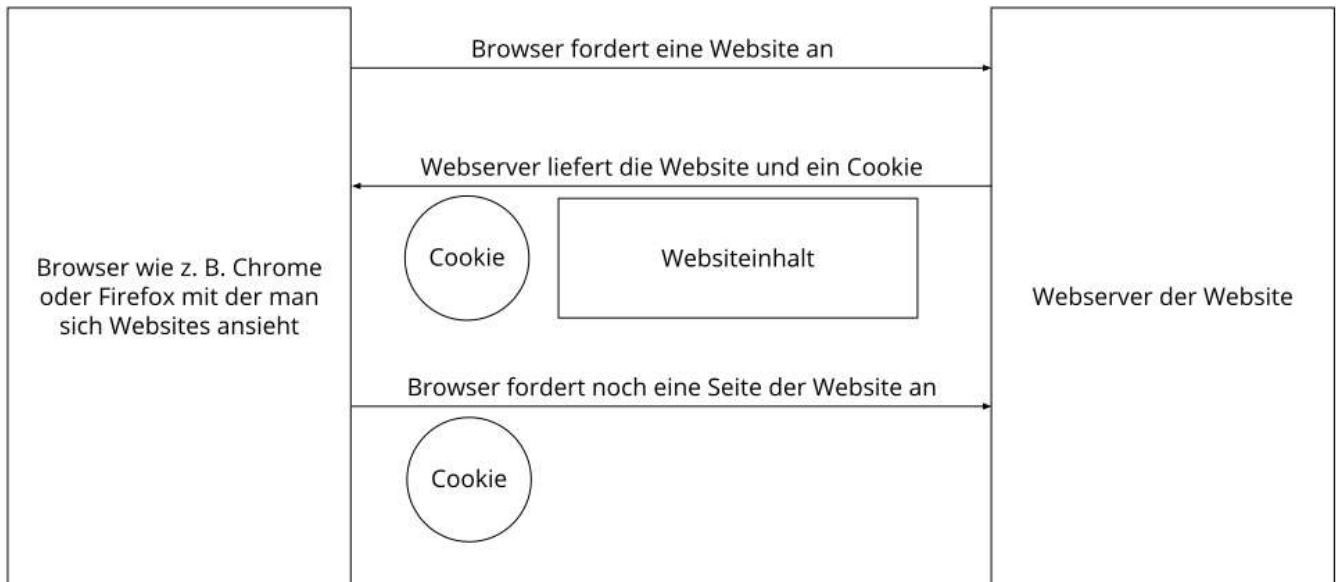 Browser fordert eine Website an
Webserver liefert die Website und ein Cookie
Cookie
Websiteinhalt
Browser wie z. B. Chrome
oder Firefox mit der man
sich Websites ansieht
Webserver der Website
Browser fordert noch eine Seite der Website an
Cookie